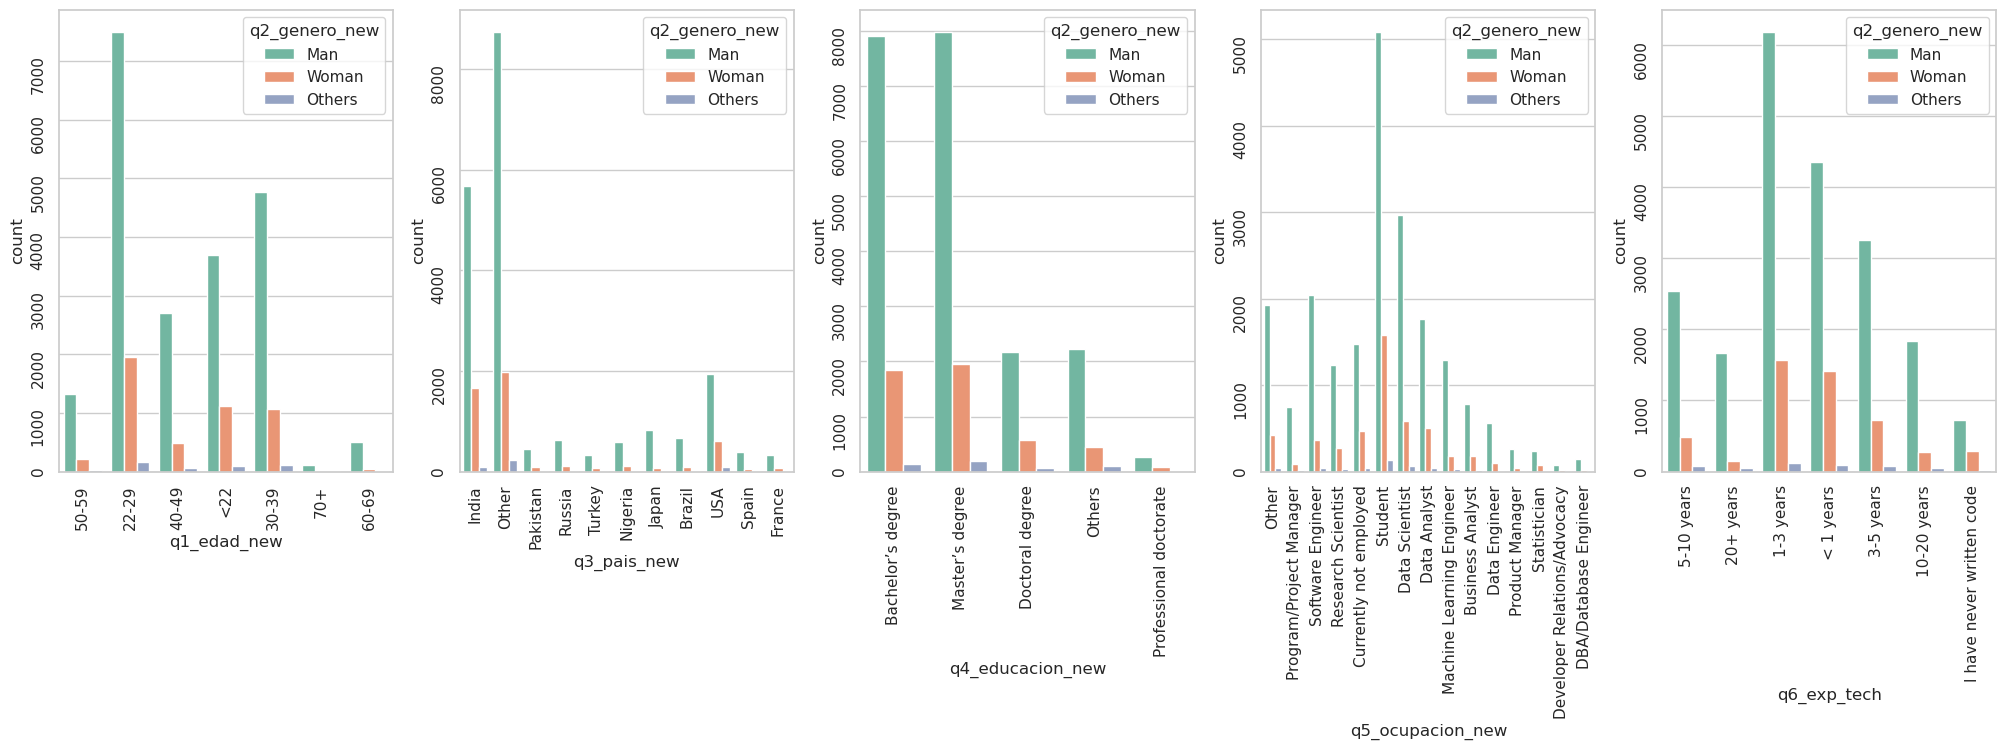 q2_genero_new
Man
Woman
Others
count
0
1000
2000
3000
4000
5000
6000
7000
50-59
22-29
40-49
<22
30-39
70+
60-69
q1_edad_new
q2_genero_new
Man
Woman
Others
count
0
2000
4000
6000
8000
India
Other
Pakistan
Russia
Turkey
Nigeria
Japan
Brazil
USA
Spain
France
q3_pais_new
q2_genero_new
Man
Woman
Others
count
0
1000
2000
3000
4000
5000
6000
7000
8000
Bachelor’s degree
Master’s degree
Doctoral degree
Others
Professional doctorate
q4_educacion_new
q2_genero_new
Man
Woman
Others
count
0
1000
2000
3000
4000
5000
Other
Program/Project Manager
Software Engineer
Research Scientist
Currently not employed
Student
Data Scientist
Data Analyst
Machine Learning Engineer
Business Analyst
Data Engineer
Product Manager
Statistician
Developer Relations/Advocacy
DBA/Database Engineer
q5_ocupacion_new
q2_genero_new
Man
Woman
Others
count
0
1000
2000
3000
4000
5000
6000
5-10 years
20+ years
1-3 years
< 1 years
3-5 years
10-20 years
I have never written code
q6_exp_tech